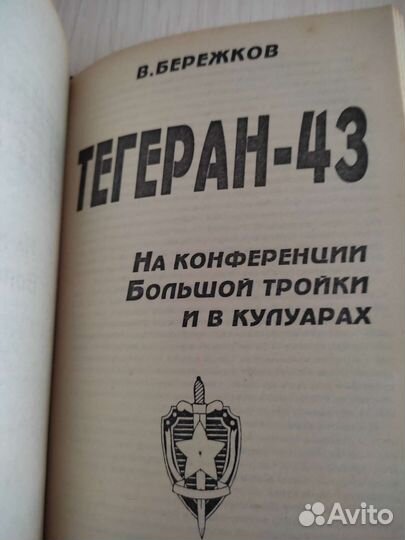 В.БЕРЕЖКОВ
ТЕГЕРАН-43
НА КОНФЕРЕНЦИИ
БОЛЬШОЙ ТРОЙКИ
И В КУЛУАРАХ
Avito